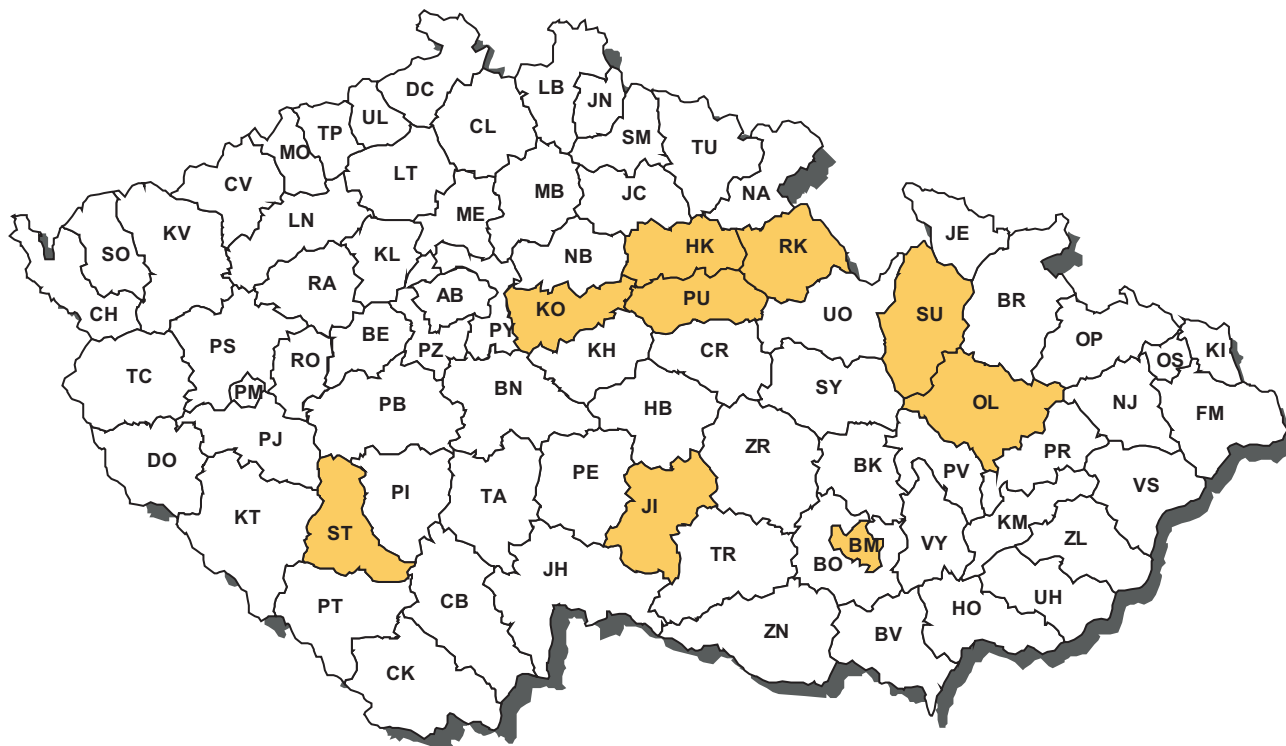 DC
LB
JN
UL
TP
CL
SM
TU
MO
CV
LT
MB
JC
NA
ME
LN
KV
SO
KL
NB
HK
RK
JE
RA
AB
KO
PU
BR
CH
UO
SU
PS
BE
PZ
PY
KH
CR
OP
OS
KI
RO
TC
PM
BN
SY
PB
HB
OL
NJ
FM
PJ
ZR
DO
PE
BK
PV
PR
VS
KT
PI
TA
JI
KM
ST
BM
VY
ZL
TR
BO
JH
PT
CB
UH
HO
ZN
BV
CK